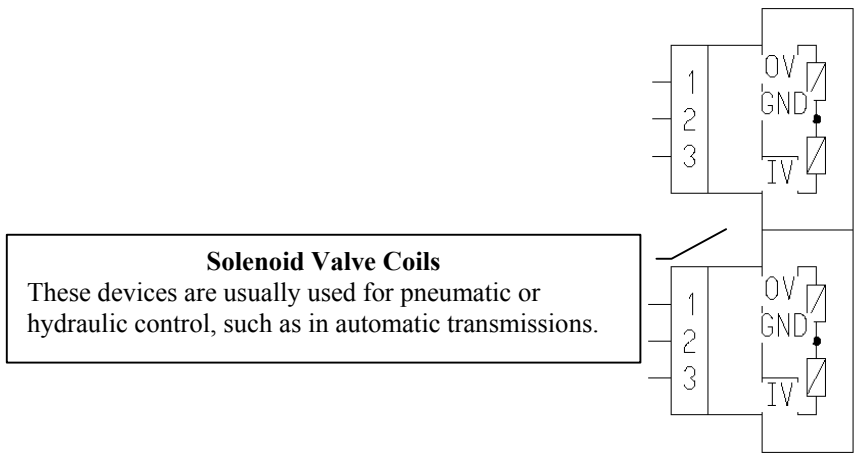 1
2
3
OV
GND
IV
Solenoid Valve Coils
These devices are usually used for pneumatic or
hydraulic control, such as in automatic transmissions.
1
2
3
OV
GND
IV